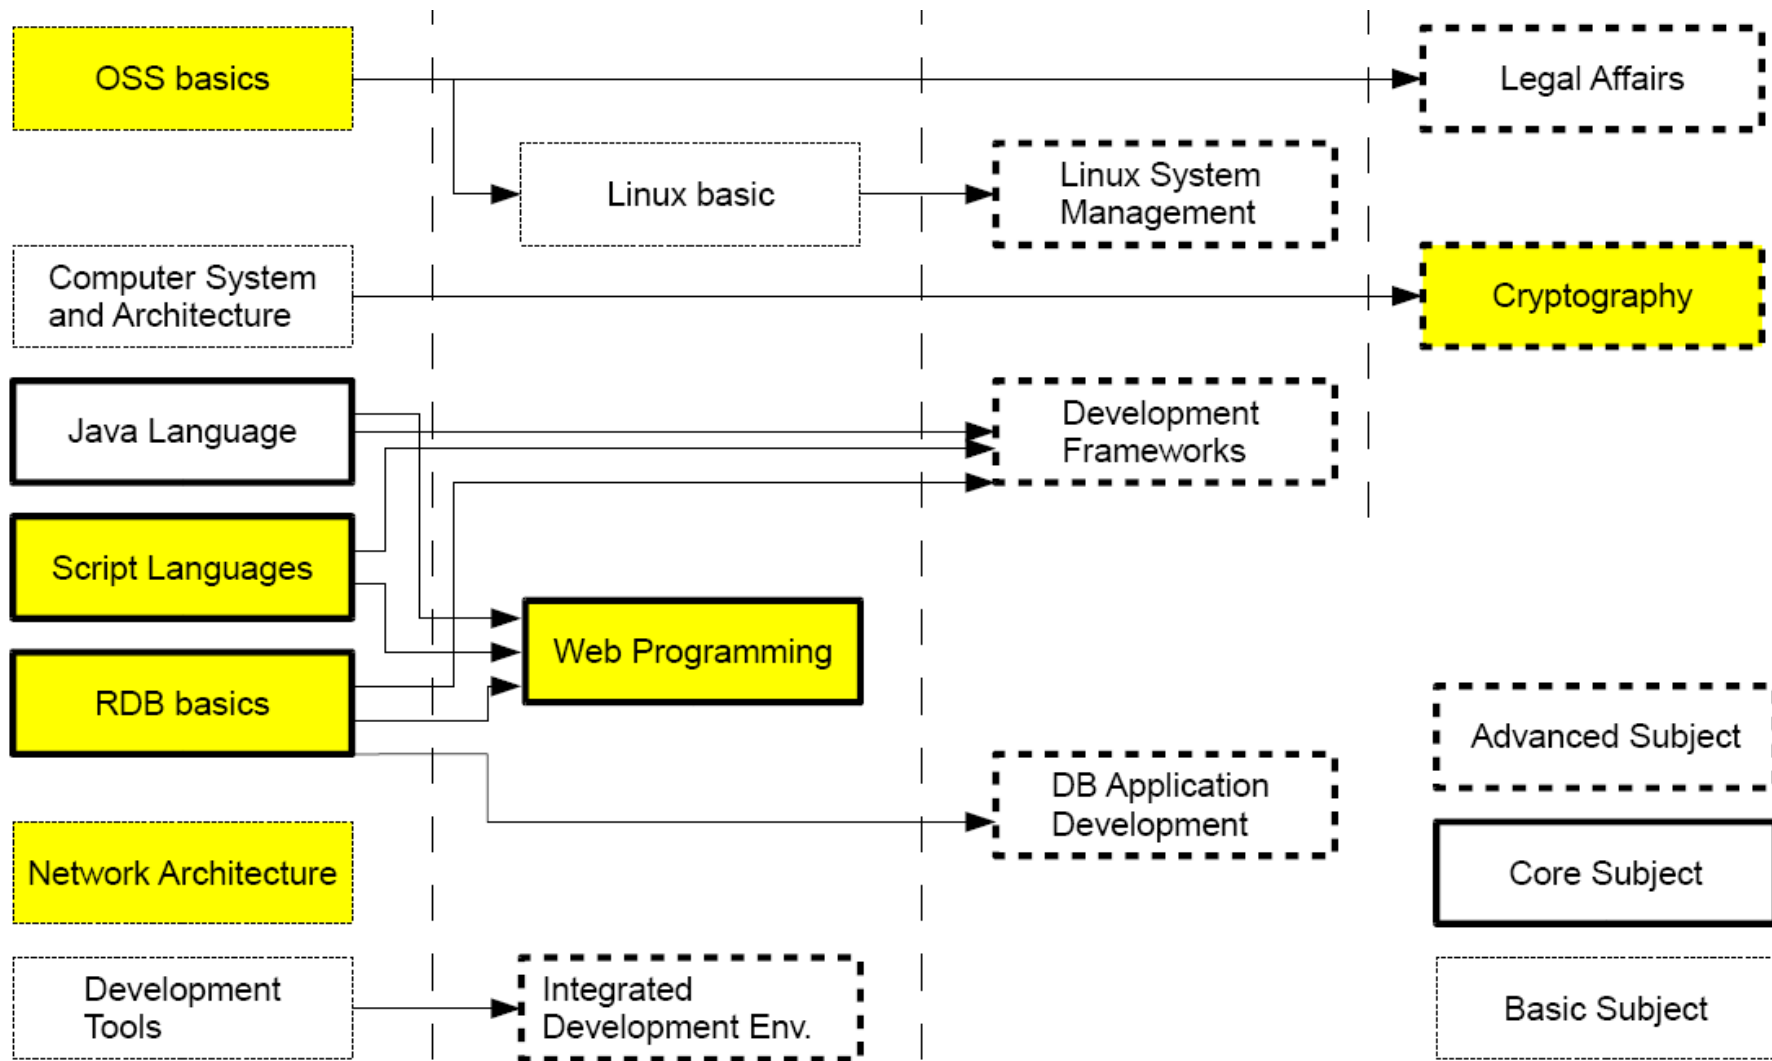 OSS basics
Legal Affairs
Linux basic
Linux System
Management
Computer System
and Architecture
Cryptography
Java Language
Development
Frameworks
Script Languages
Web Programming
RDB basics
Advanced Subject
DB Application
Development
Network Architecture
Core Subject
Development
Tools
Integrated
Development Env.
Basic Subject